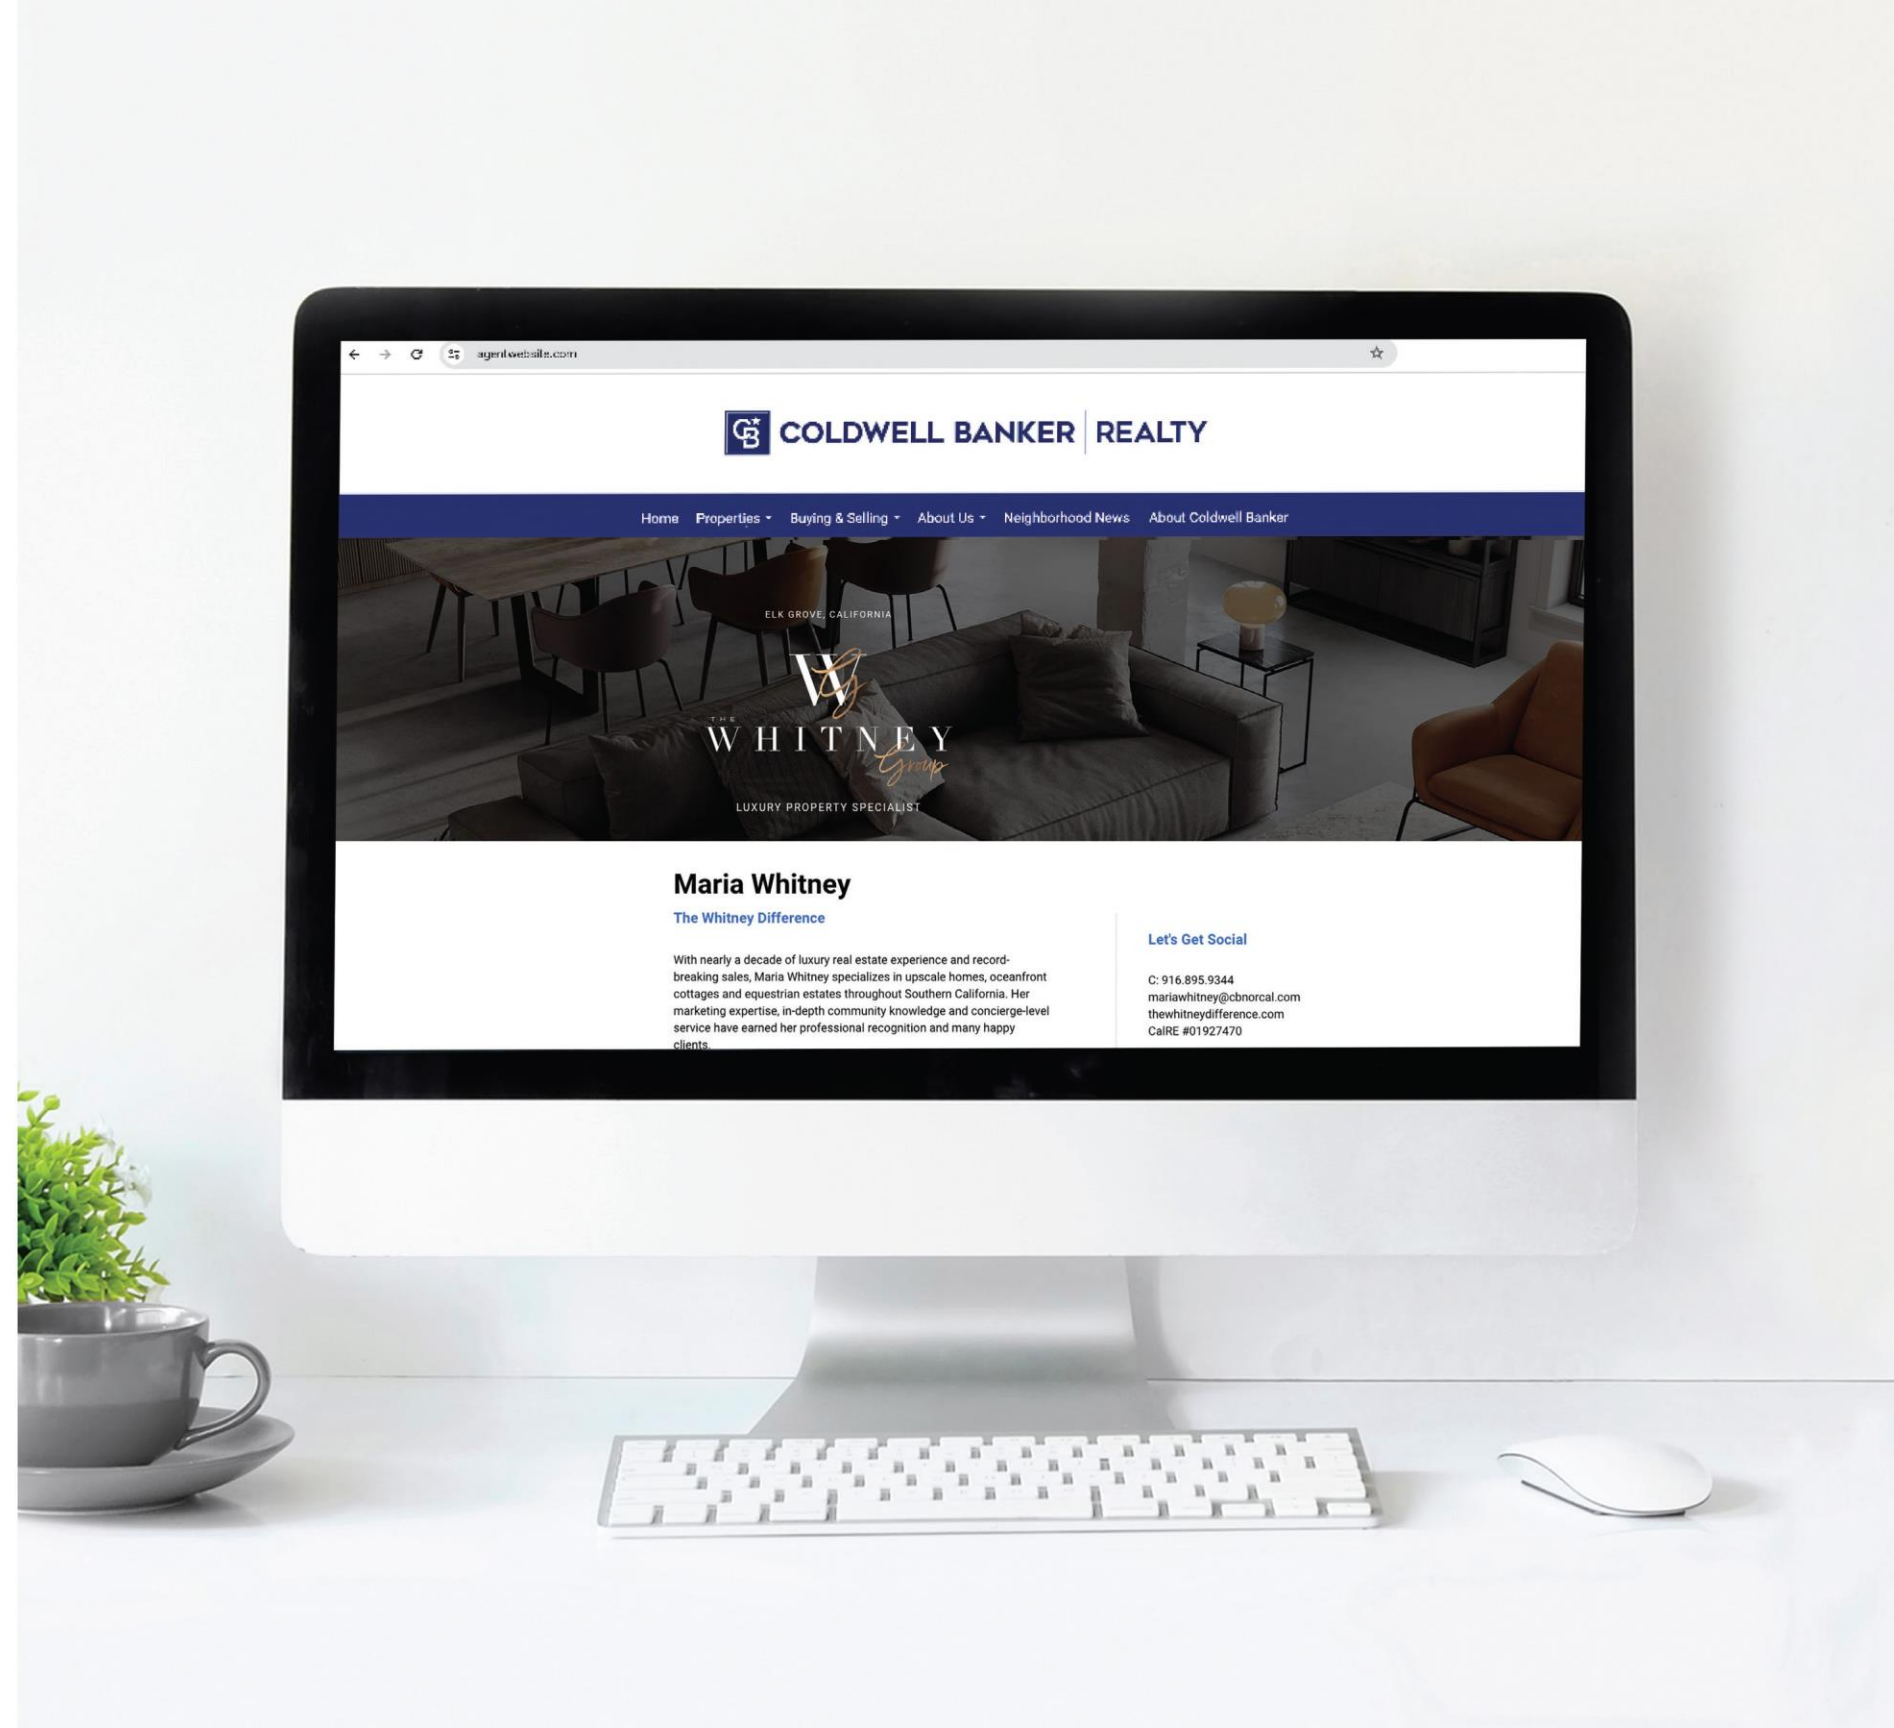 agentwebsite.com
CB COLDWELL BANKER REALTY
Home Properties Buying & Selling About Us Neighborhood News About Coldwell Banker
ELK GROVE, CALIFORNIA
WG
THE
WHITNEY
Group
LUXURY PROPERTY SPECIALIST
Maria Whitney
The Whitney Difference
With nearly a decade of luxury real estate experience and record-
breaking sales, Maria Whitney specializes in upscale homes, oceanfront
cottages and equestrian estates throughout Southern California. Her
marketing expertise, in-depth community knowledge and concierge-level
service have earned her professional recognition and many happy
clients.
Let's Get Social
C: 916.895.9344
mariawhitney@cbnorcal.com
thewhitneydifference.com
CalRE #01927470